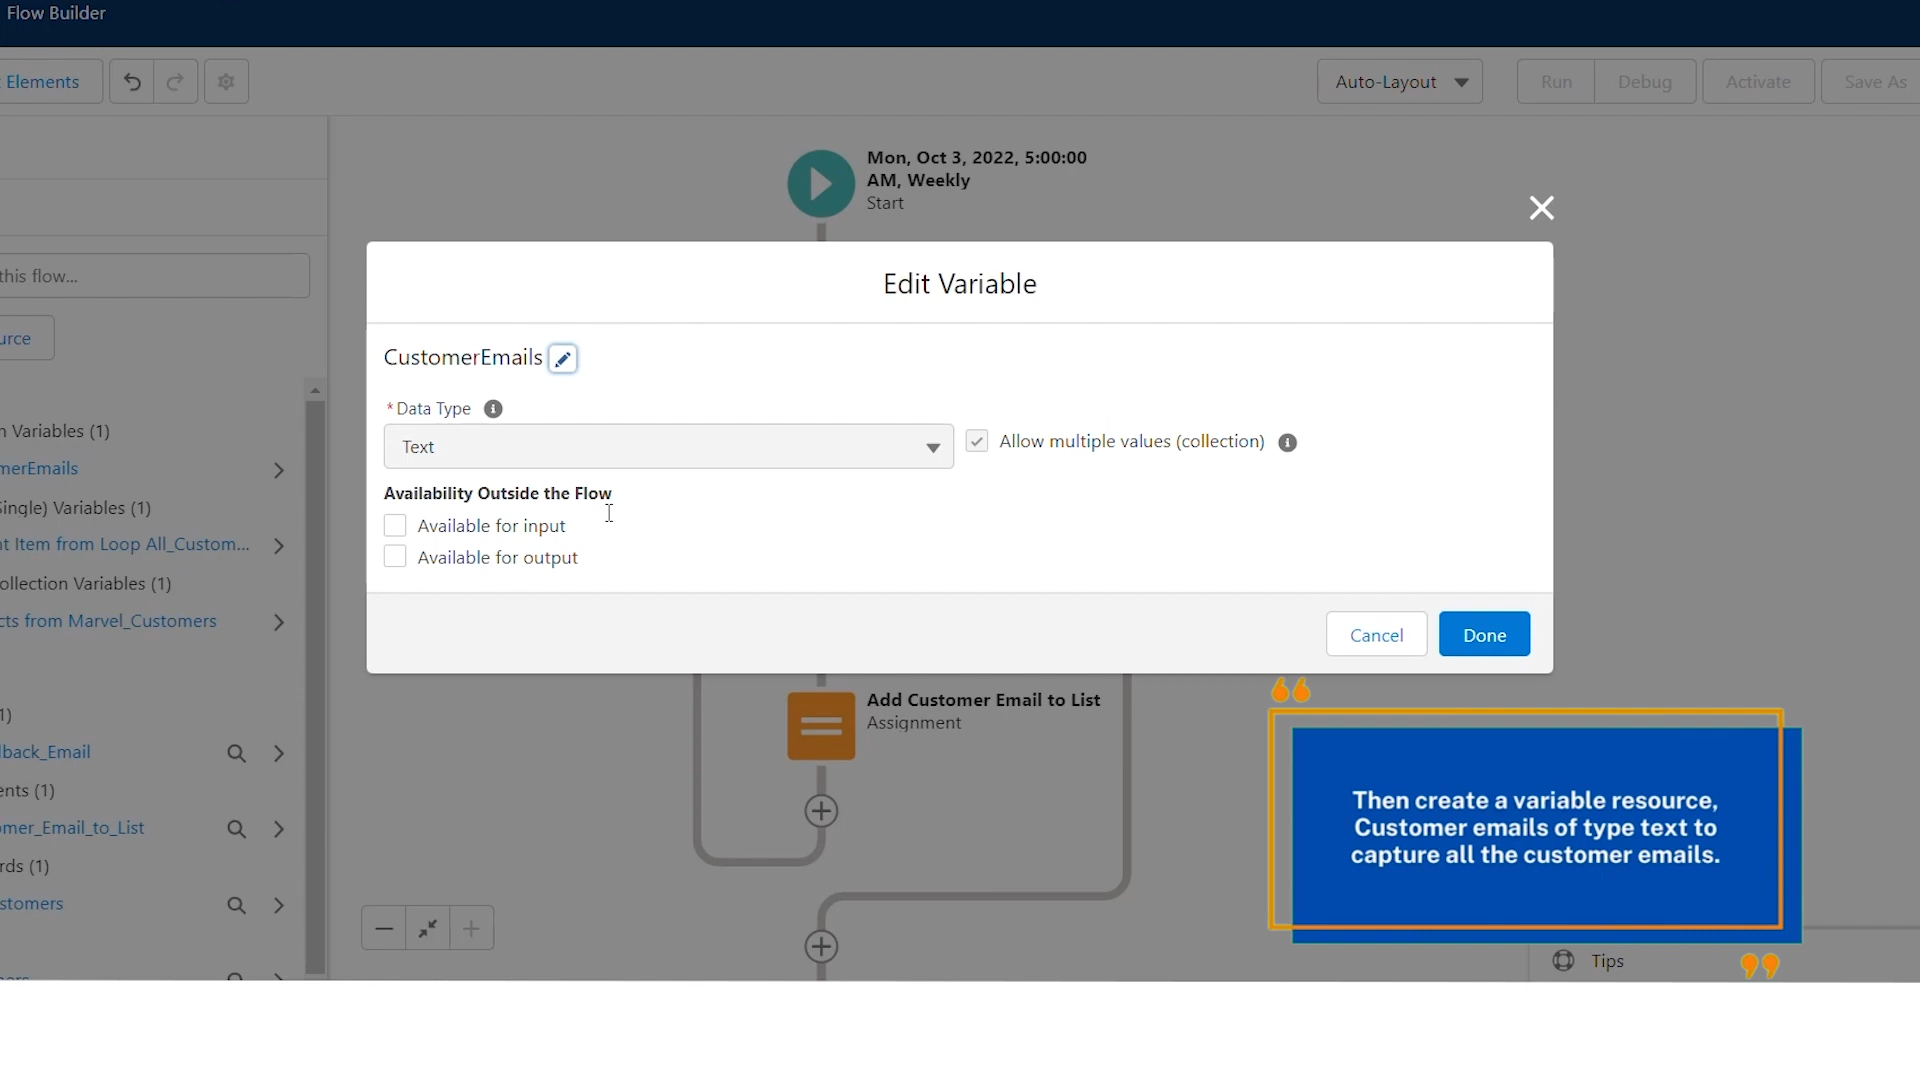 Flow Builder
Elements
Auto-Layout
Run
Debug
Activate
Save As
this flow...
urce
n Variables (1)
merEmails
ingle) Variables (1)
nt Item from Loop All_Custom...
ollection Variables (1)
cts from Marvel_Customers
1)
lback_Email
ents (1)
omer_Email_to_List
rds (1)
stomers
Mon, Oct 3, 2022, 5:00:00
AM, Weekly
Start
Edit Variable
CustomerEmails
*Data Type
Text
Allow multiple values (collection)
Availability Outside the Flow
Available for input
Available for output
Cancel
Done
Add Customer Email to List
Assignment
Then create a variable resource,
Customer emails of type text to
capture all the customer emails.
Tips